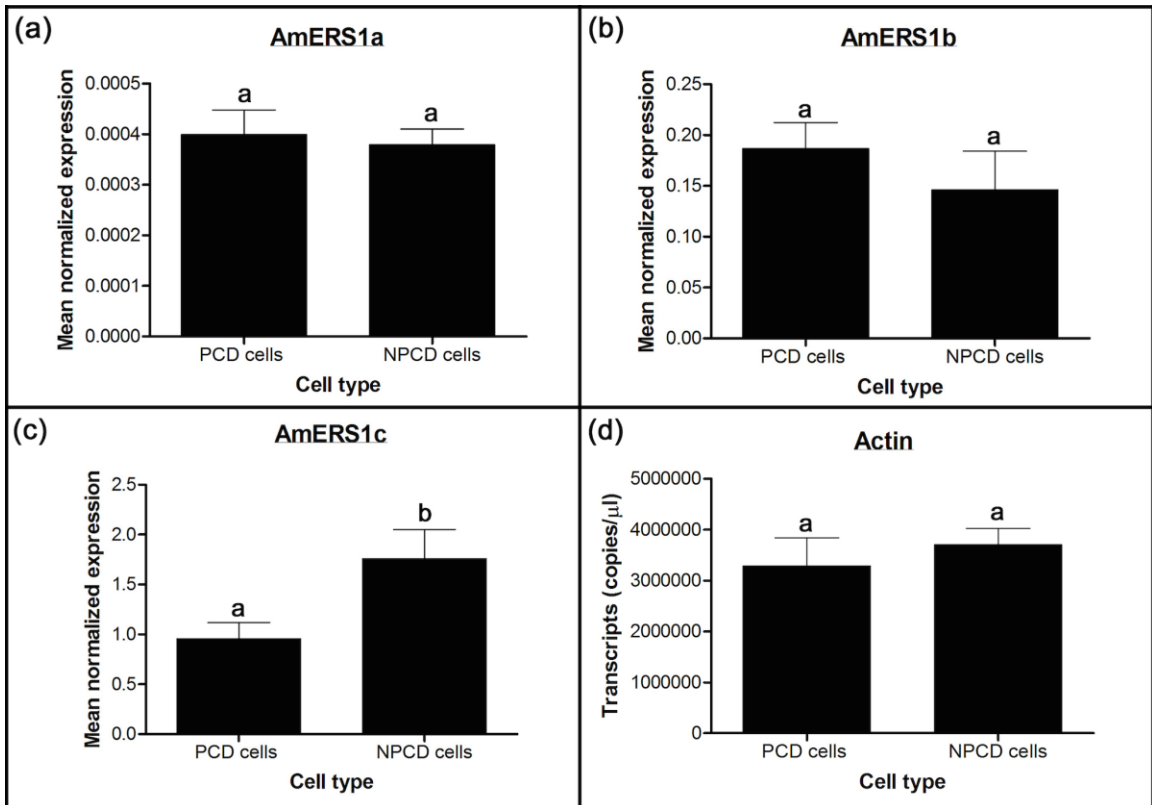 (a)
AmERS1a
Mean normalized expression
0.0005
0.0004
0.0003
0.0002
0.0001
0.0000
a
a
PCD cells
NPCD cells
Cell type
(b)
AmERS1b
Mean normalized expression
0.25
0.20
0.15
0.10
0.05
0.00
a
a
PCD cells
NPCD cells
Cell type
(c)
AmERS1c
Mean normalized expression
2.5
2.0
1.5
1.0
0.5
0.0
a
b
PCD cells
NPCD cells
Cell type
(d)
Actin
Transcripts (copies/μl)
5000000
4000000
3000000
2000000
1000000
0
a
a
PCD cells
NPCD cells
Cell type